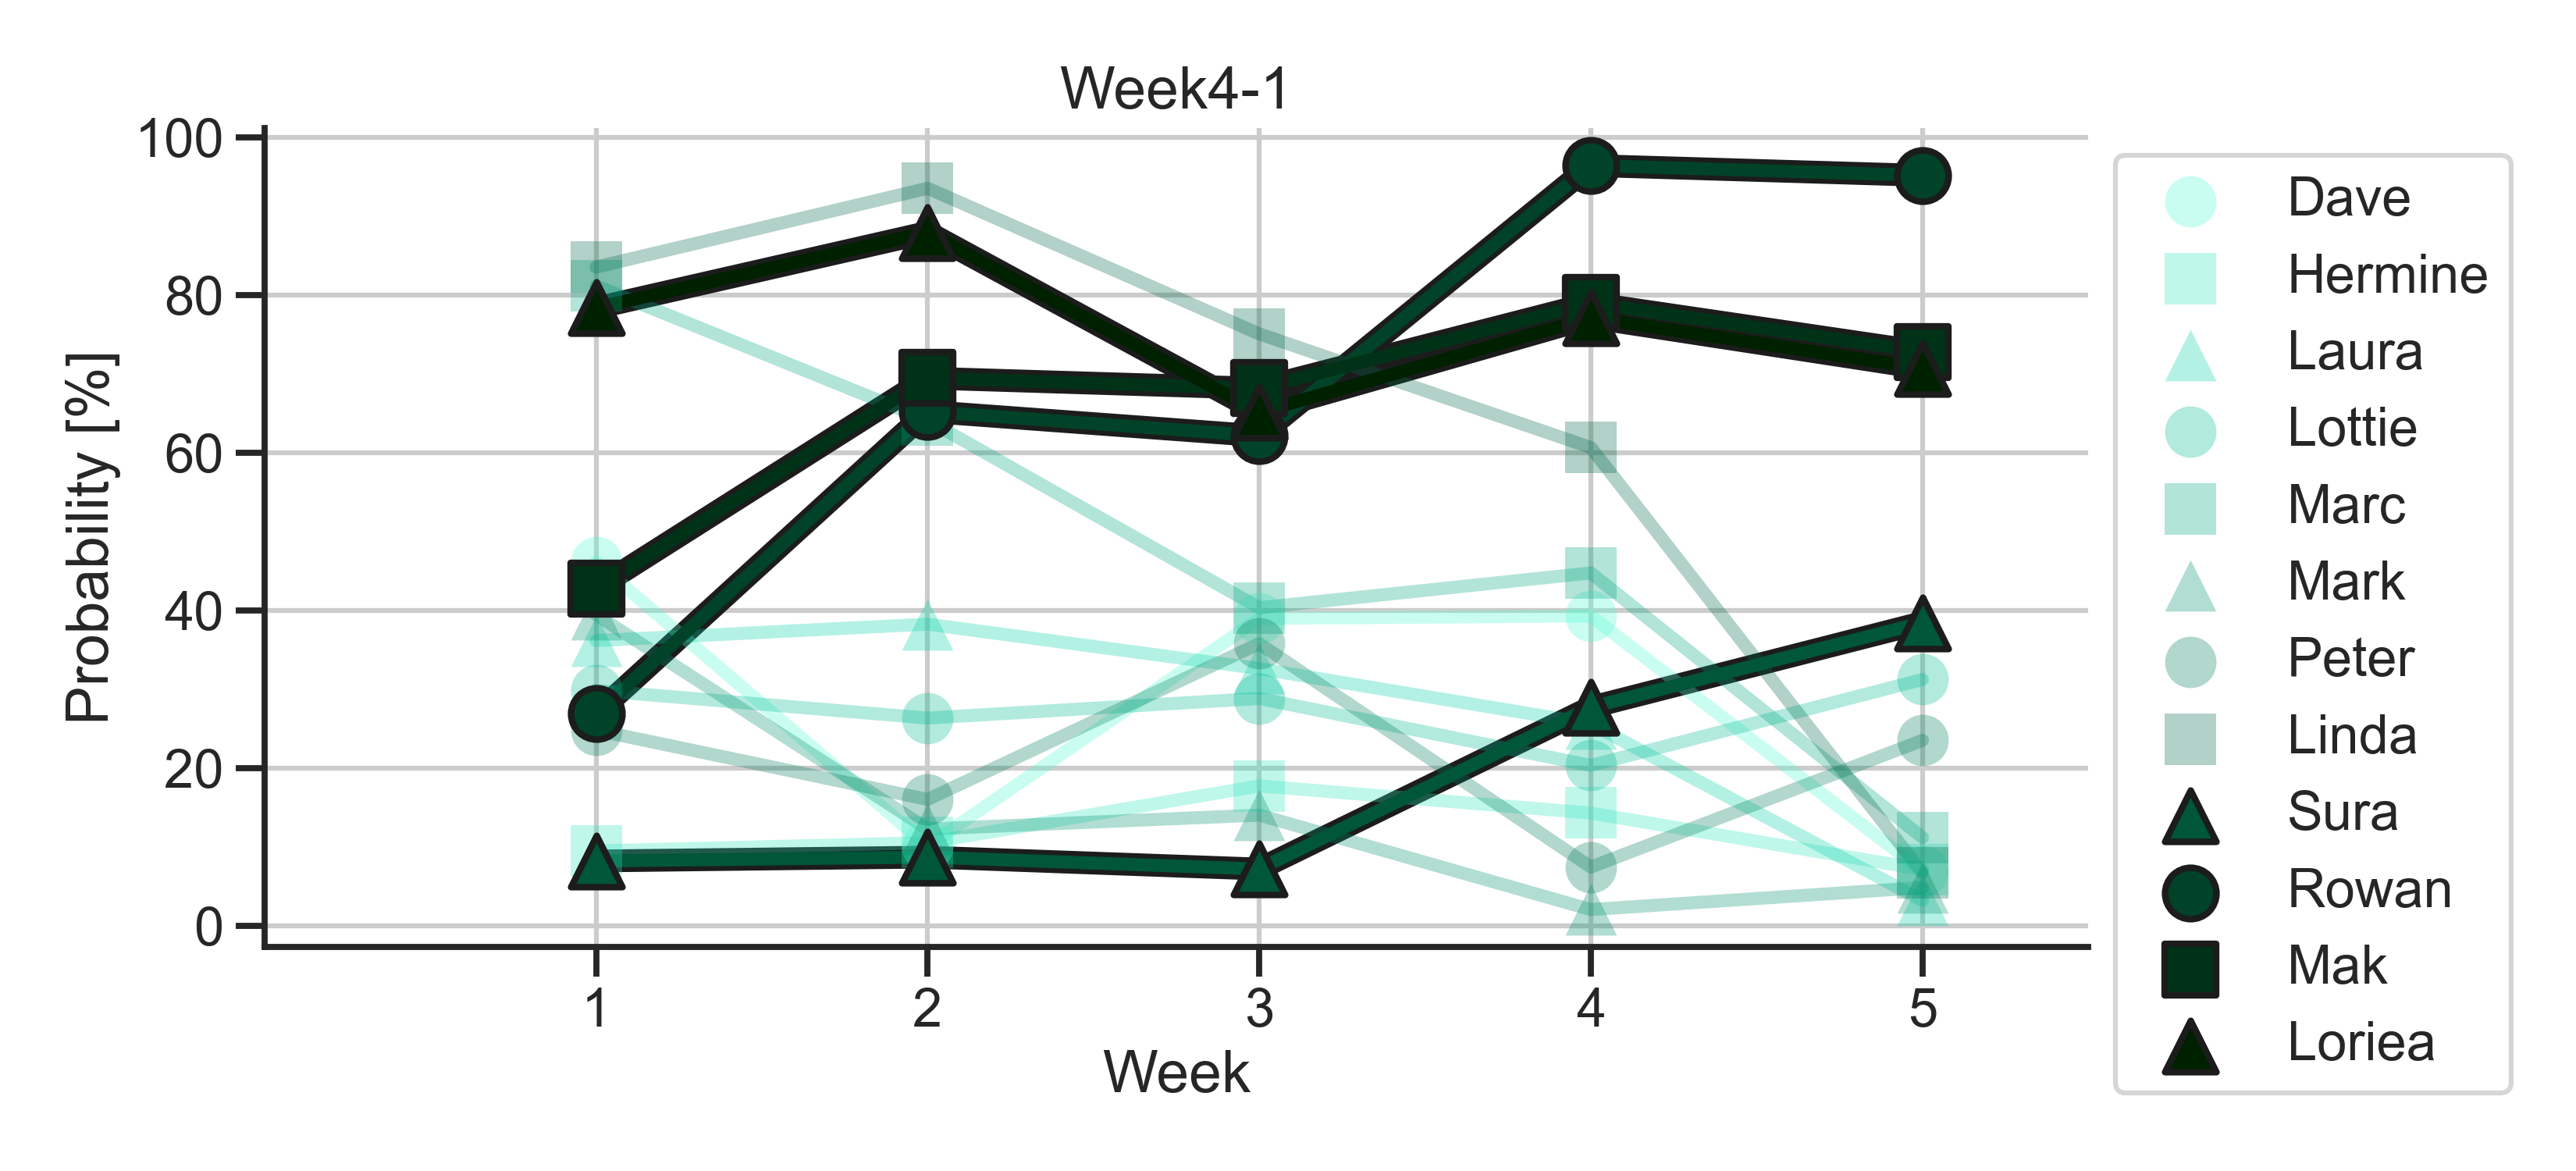 Week4-1
100
80
60
40
20
0
Probability [%]
1 2 3 4 5
Week
Dave
Hermine
Laura
Lottie
Marc
Mark
Peter
Linda
Sura
Rowan
Mak
Loriea